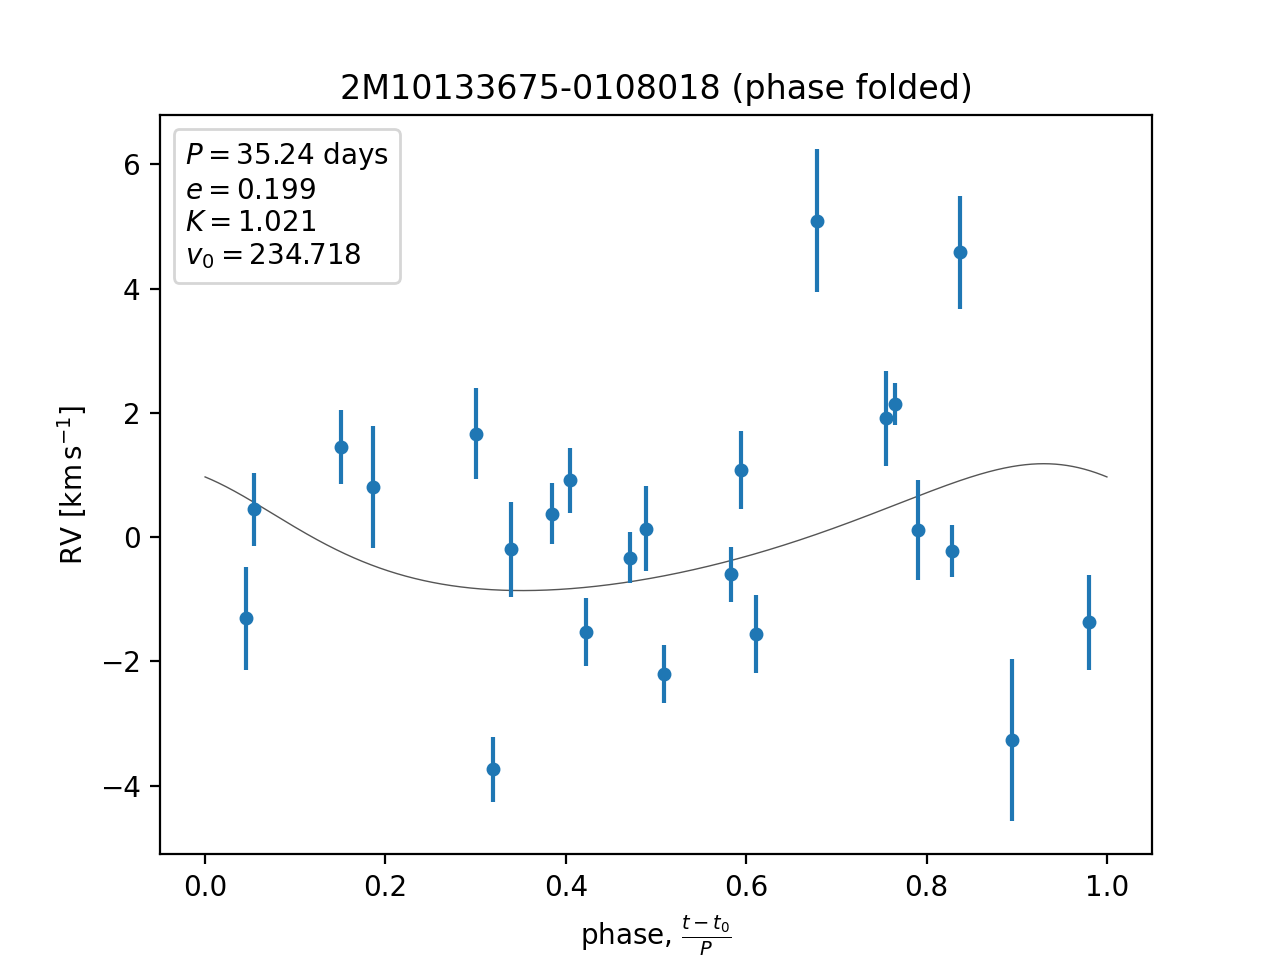 2M10133675-0108018 (phase folded)
P = 35.24 days
e = 0.199
K = 1.021
v₀ = 234.718
6
4
2
0
−2
−4
RV [km s⁻¹]
0.0 0.2 0.4 0.6 0.8 1.0
phase, (t − t₀)/P